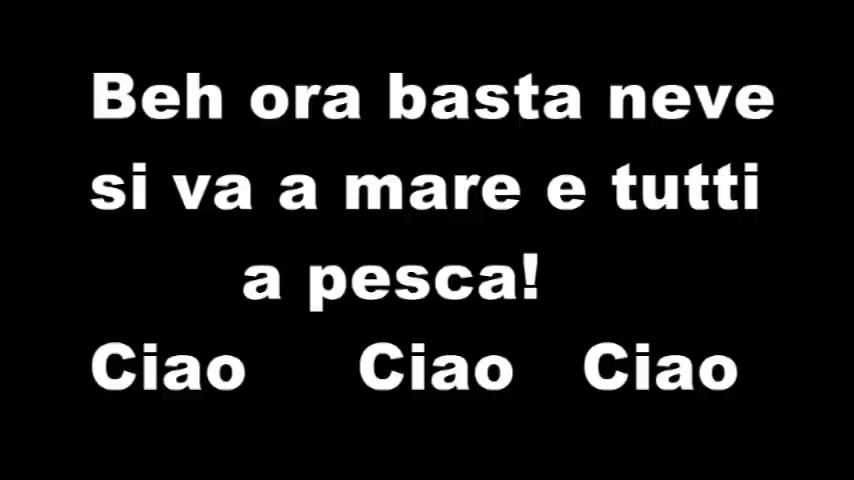 Beh ora basta neve
si va a mare e tutti
a pesca!
Ciao Ciao Ciao